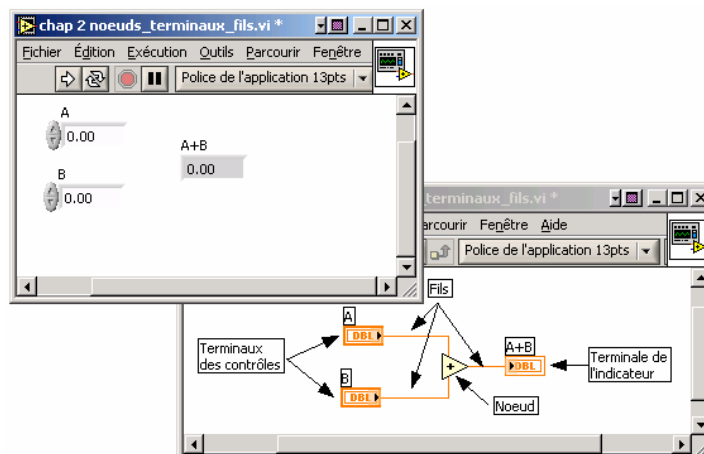 chap 2 noeuds_terminaux_fils.vi *
Fichier Édition Exécution Outils Parcourir Fenêtre
Police de l'application 13pts
A
0.00
B
0.00
A+B
0.00
terminaux_fils.vi *
arcourir Fenêtre Aide
Police de l'application 13pts
Fils
A
DBL
B
DBL
A+B
DBL
Terminaux
des contrôles
Terminale de
l'indicateur
+
Noeud